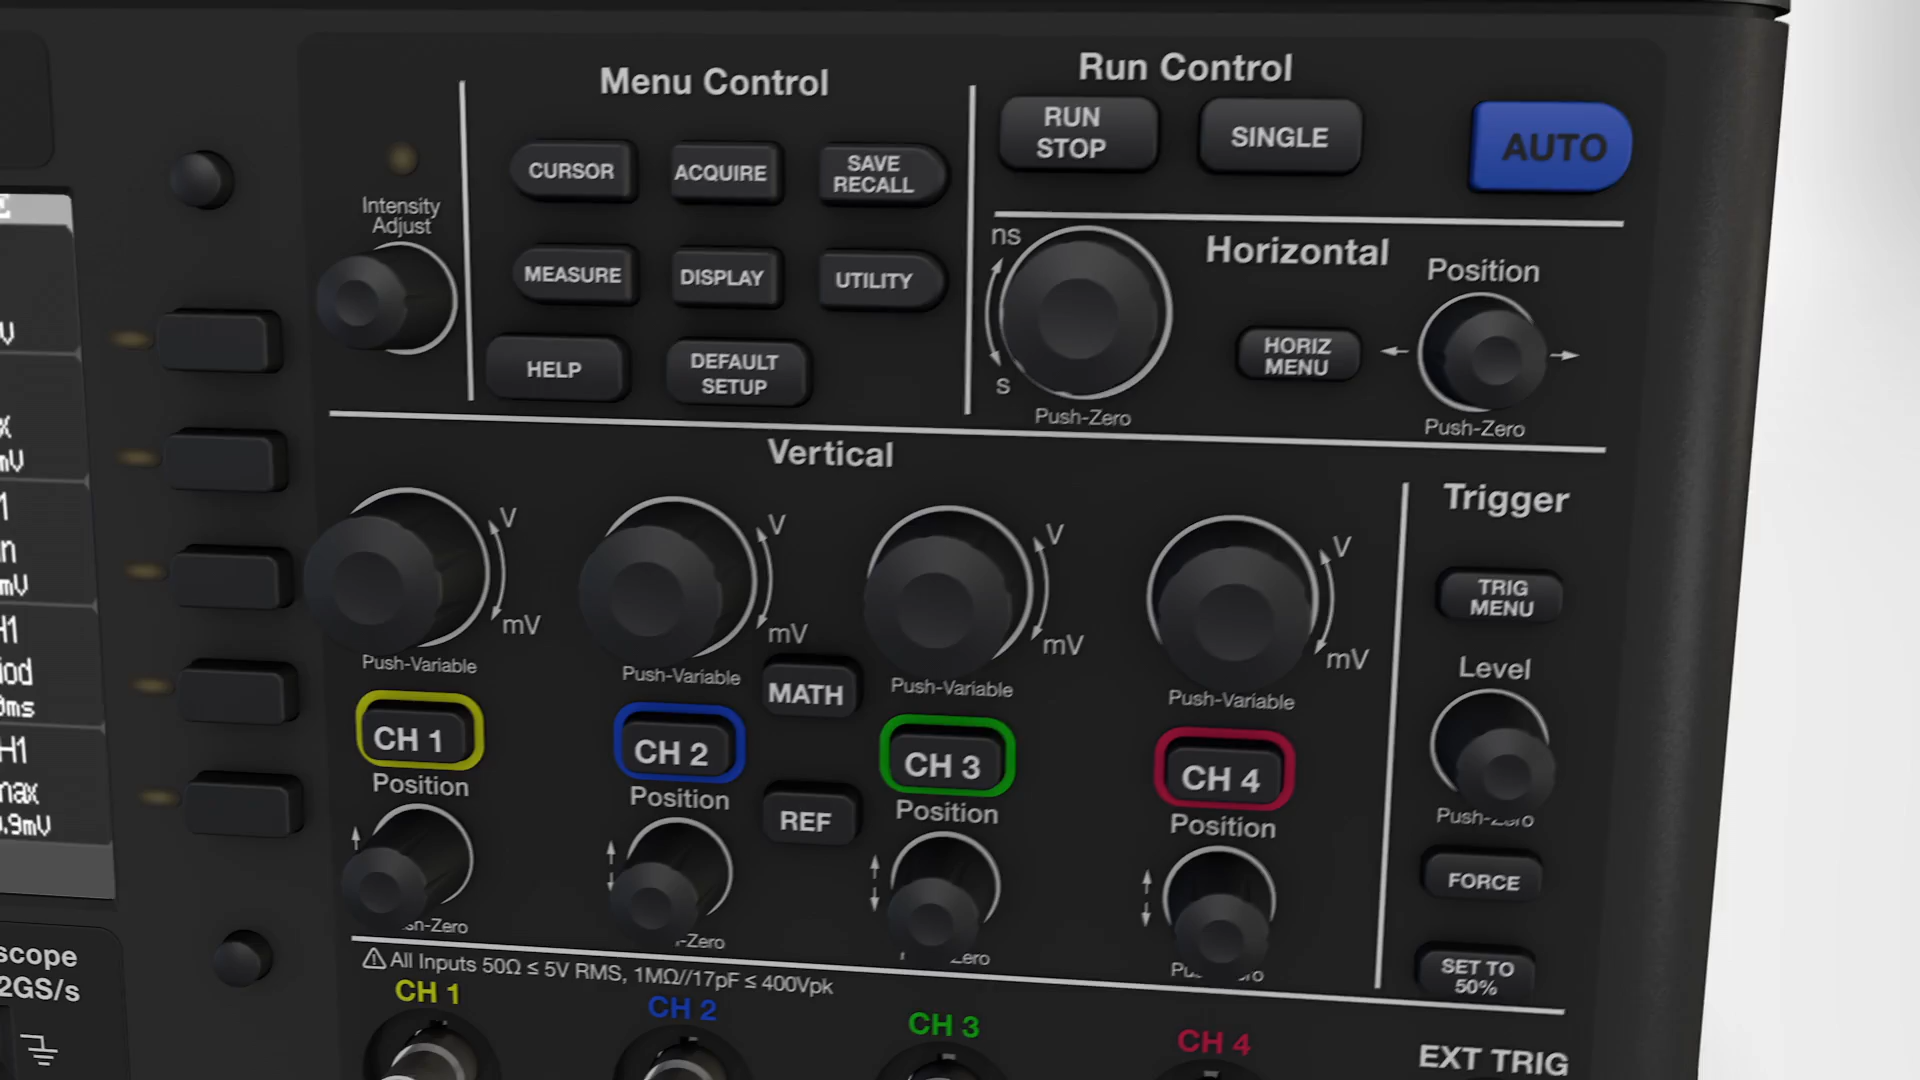 Menu Control
Run Control
CURSOR
ACQUIRE
SAVE
RECALL
RUN
STOP
SINGLE
AUTO
Intensity
Adjust
MEASURE
DISPLAY
UTILITY
HELP
DEFAULT
SETUP
ns
s
Push-Zero
Horizontal
HORIZ
MENU
Position
Push-Zero
Vertical
V
mV
Push-Variable
V
mV
Push-Variable
V
mV
Push-Variable
V
mV
Push-Variable
MATH
REF
CH 1
Position
CH 2
Position
CH 3
Position
CH 4
Position
Trigger
TRIG
MENU
Level
FORCE
SET TO
50%
All Inputs 50Ω ≤ 5V RMS, 1MΩ//17pF ≤ 400Vpk
CH 1
CH 2
CH 3
CH 4
EXT TRIG
V
mV
mV
2GS/s